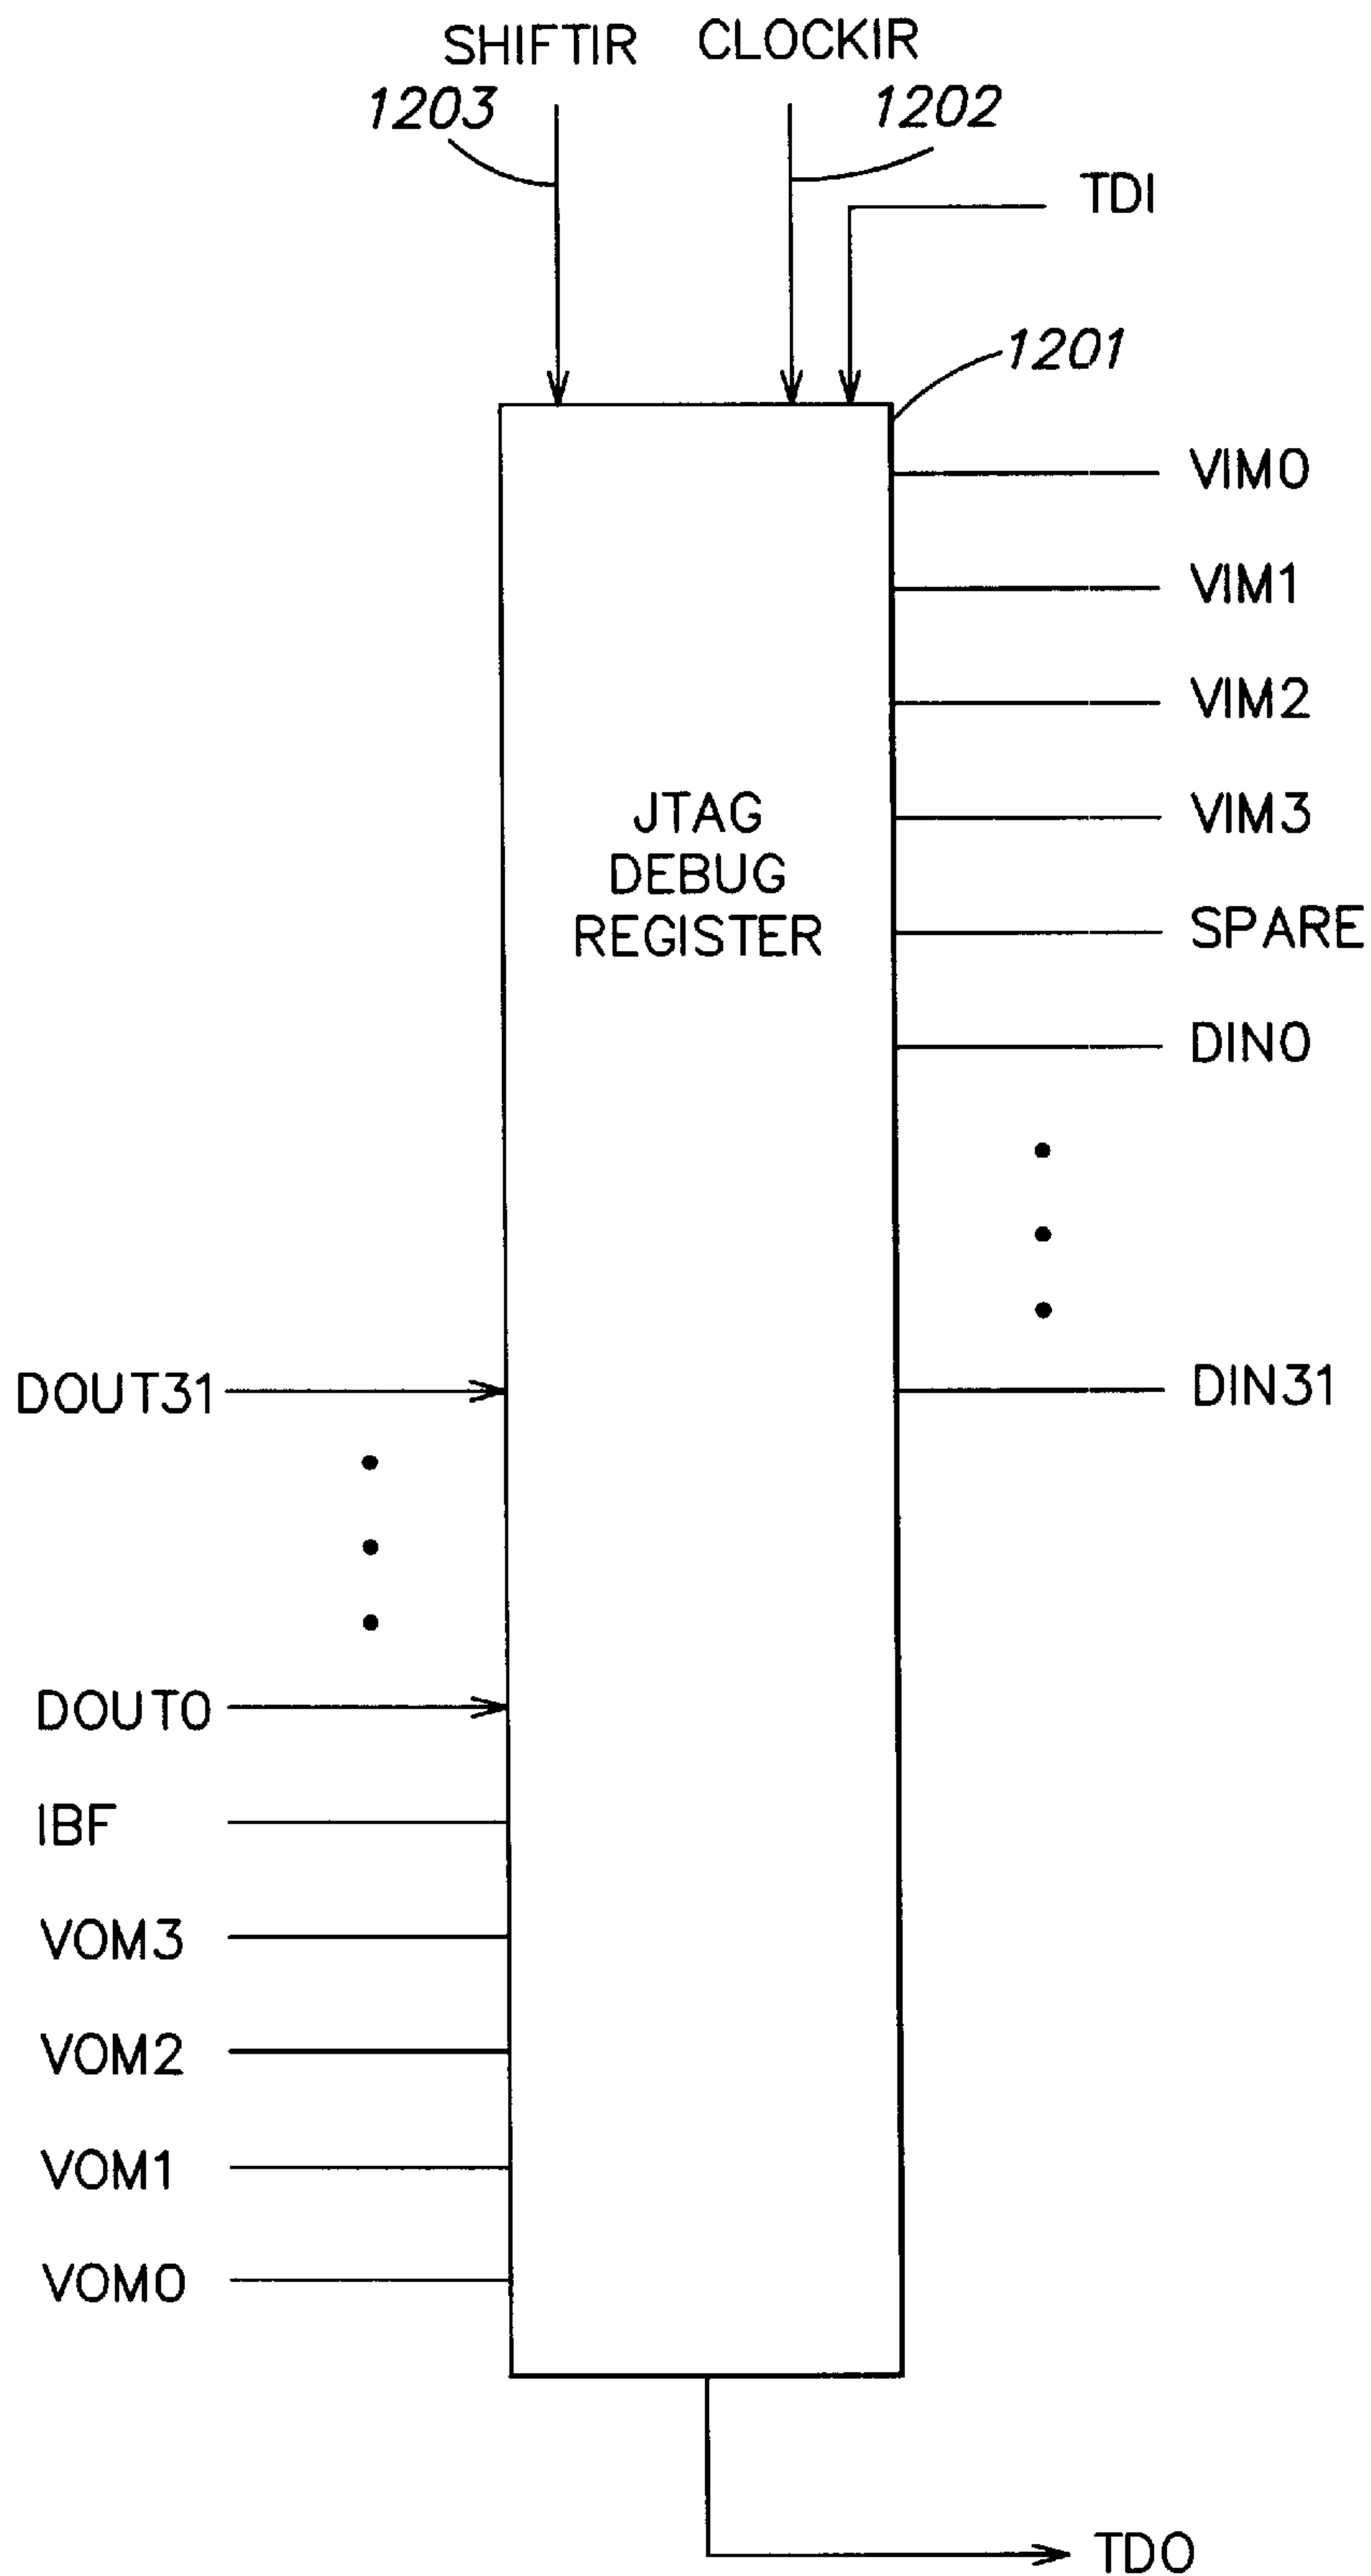 SHIFTIR CLOCKIR
1203 1202
TDI
1201
VIM0
VIM1
VIM2
VIM3
JTAG
DEBUG
REGISTER
SPARE
DIN0
DIN31
DOUT31
DOUT0
IBF
VOM3
VOM2
VOM1
VOM0
TDO